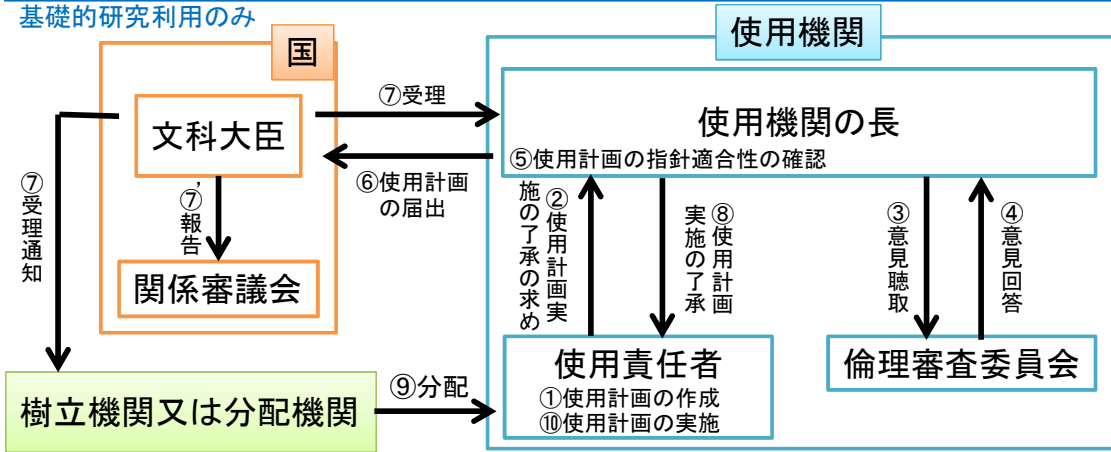 基礎的研究利用のみ
国
使用機関
文科大臣
⑦受理
使用機関の長
⑤使用計画の指針適合性の確認
⑥使用計画
の届出
⑦受理通知
⑦’報告
関係審議会
②使用計画実
施の了承の求め
⑧使用計画
実施の了承
③意見聴取
④意見回答
使用責任者
①使用計画の作成
⑩使用計画の実施
倫理審査委員会
樹立機関又は分配機関
⑨分配